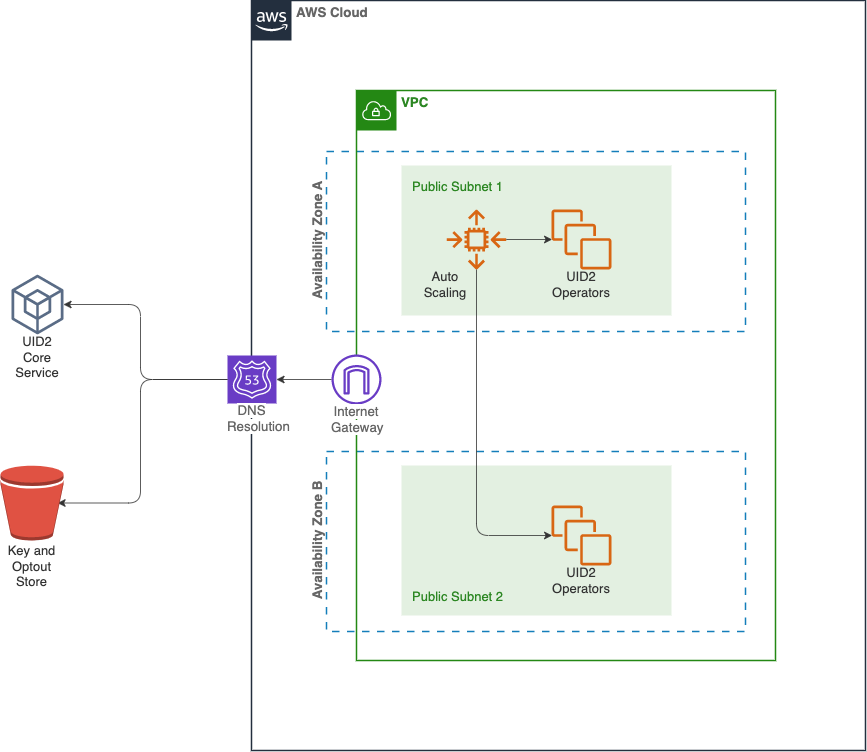 aws
AWS Cloud
VPC
Availability Zone A
Public Subnet 1
Auto
Scaling
UID2
Operators
UID2
Core
Service
53
DNS
Resolution
Internet
Gateway
Key and
Optout
Store
Availability Zone B
UID2
Operators
Public Subnet 2